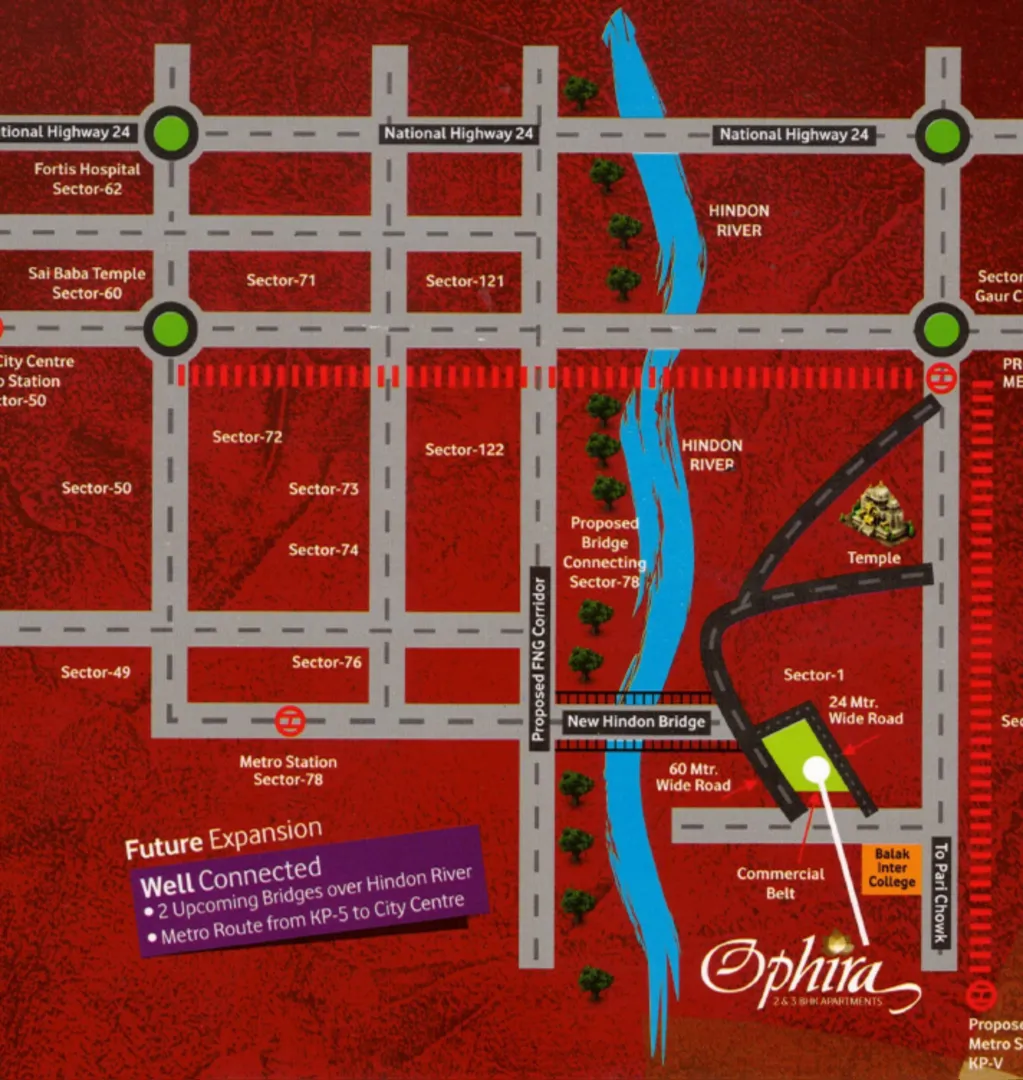 tional Highway 24
National Highway 24
National Highway 24
Fortis Hospital
Sector-62
HINDON
RIVER
Sai Baba Temple
Sector-60
Sector-71
Sector-121
Sector
Gaur C
City Centre
o Station
ctor-50
PR
ME
Sector-72
Sector-122
HINDON
RIVER
Sector-50
Sector-73
Sector-74
Proposed
Bridge
Connecting
Sector-78
Temple
Proposed FNG Corridor
Sector-49
Sector-76
Sector-1
24 Mtr.
Wide Road
New Hindon Bridge
Sec
Metro Station
Sector-78
60 Mtr.
Wide Road
Future Expansion
Well Connected
• 2 Upcoming Bridges over Hindon River
• Metro Route from KP-5 to City Centre
Commercial
Belt
Balak
Inter
College
To Pari Chowk
Ophira
2 & 3 BHK APARTMENTS
Propose
Metro S
KP-V